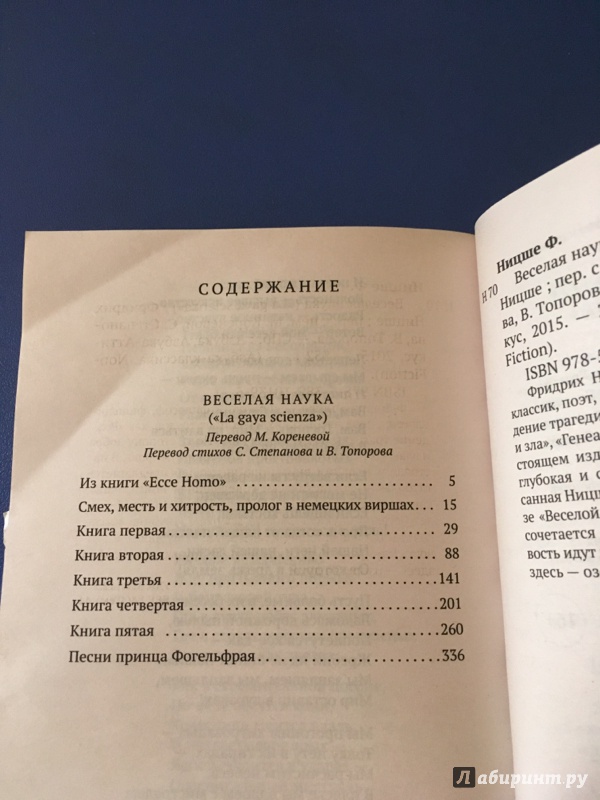 СОДЕРЖАНИЕ
ВЕСЕЛАЯ НАУКА
(«La gaya scienza»)
Перевод М. Кореневой
Перевод стихов С. Степанова и В. Топорова
Из книги «Ecce Homo» . . . . . . . . . . . . . . . . . . . . . . . . 5
Смех, месть и хитрость, пролог в немецких виршах. . . 15
Книга первая . . . . . . . . . . . . . . . . . . . . . . . . . . . . . . . . . 29
Книга вторая . . . . . . . . . . . . . . . . . . . . . . . . . . . . . . . . . 88
Книга третья . . . . . . . . . . . . . . . . . . . . . . . . . . . . . . . . 141
Книга четвертая . . . . . . . . . . . . . . . . . . . . . . . . . . . . . 201
Книга пятая . . . . . . . . . . . . . . . . . . . . . . . . . . . . . . . . 260
Песни принца Фогельфрая . . . . . . . . . . . . . . . . . . . . . 336
Ницше Ф.
Н 70 Веселая нау
Ницше ; пер. с
ва, В. Топоров
кус, 2015. —
Fiction).
ISBN 978-5
Фридрих Н
классик, поэт,
дение трагеди
и зла», «Генеа
стоящем изд
глубокая и с
санная Ницш
зе «Веселой
сочетается
вость идут
здесь — оз
Лабиринт.ру